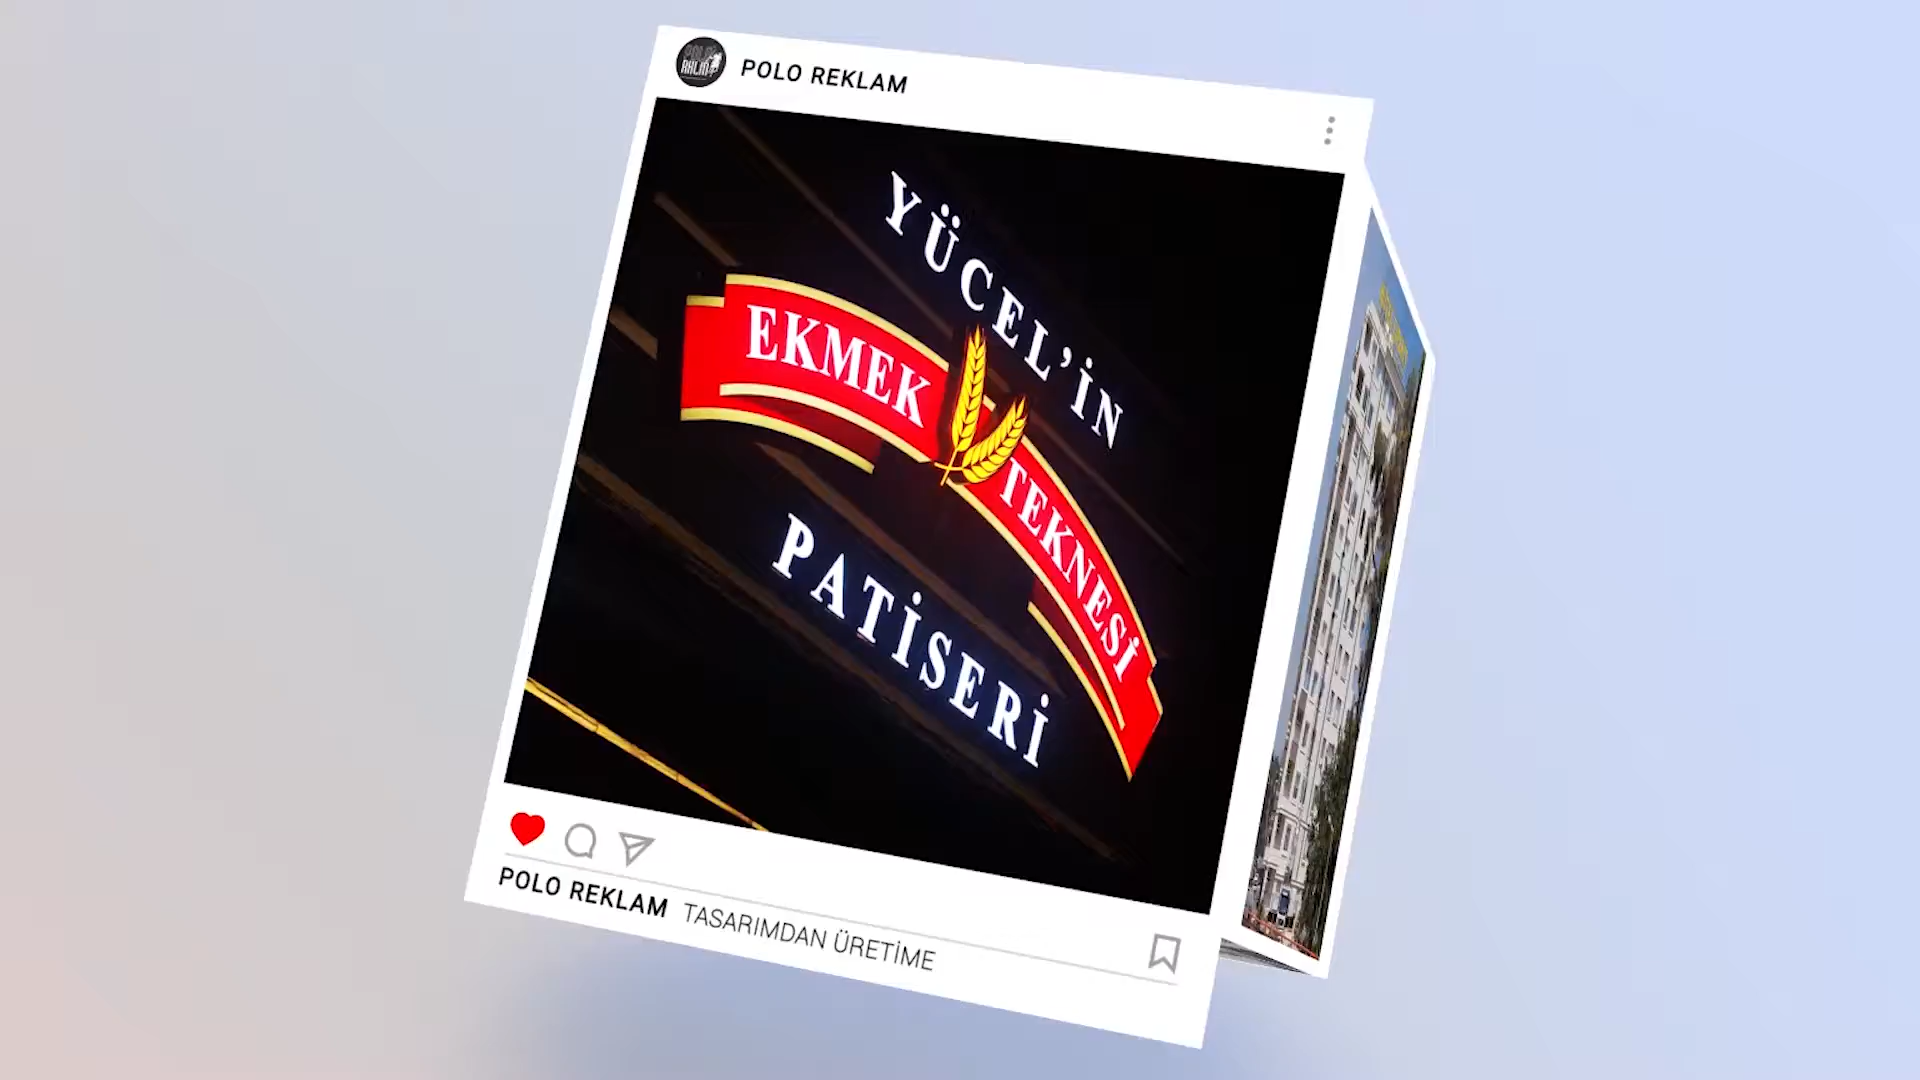 POLO REKLAM
YÜCEL'İN
EKMEK TEKNESİ
PATİSERİ
POLO REKLAM TASARIMDAN ÜRETİME